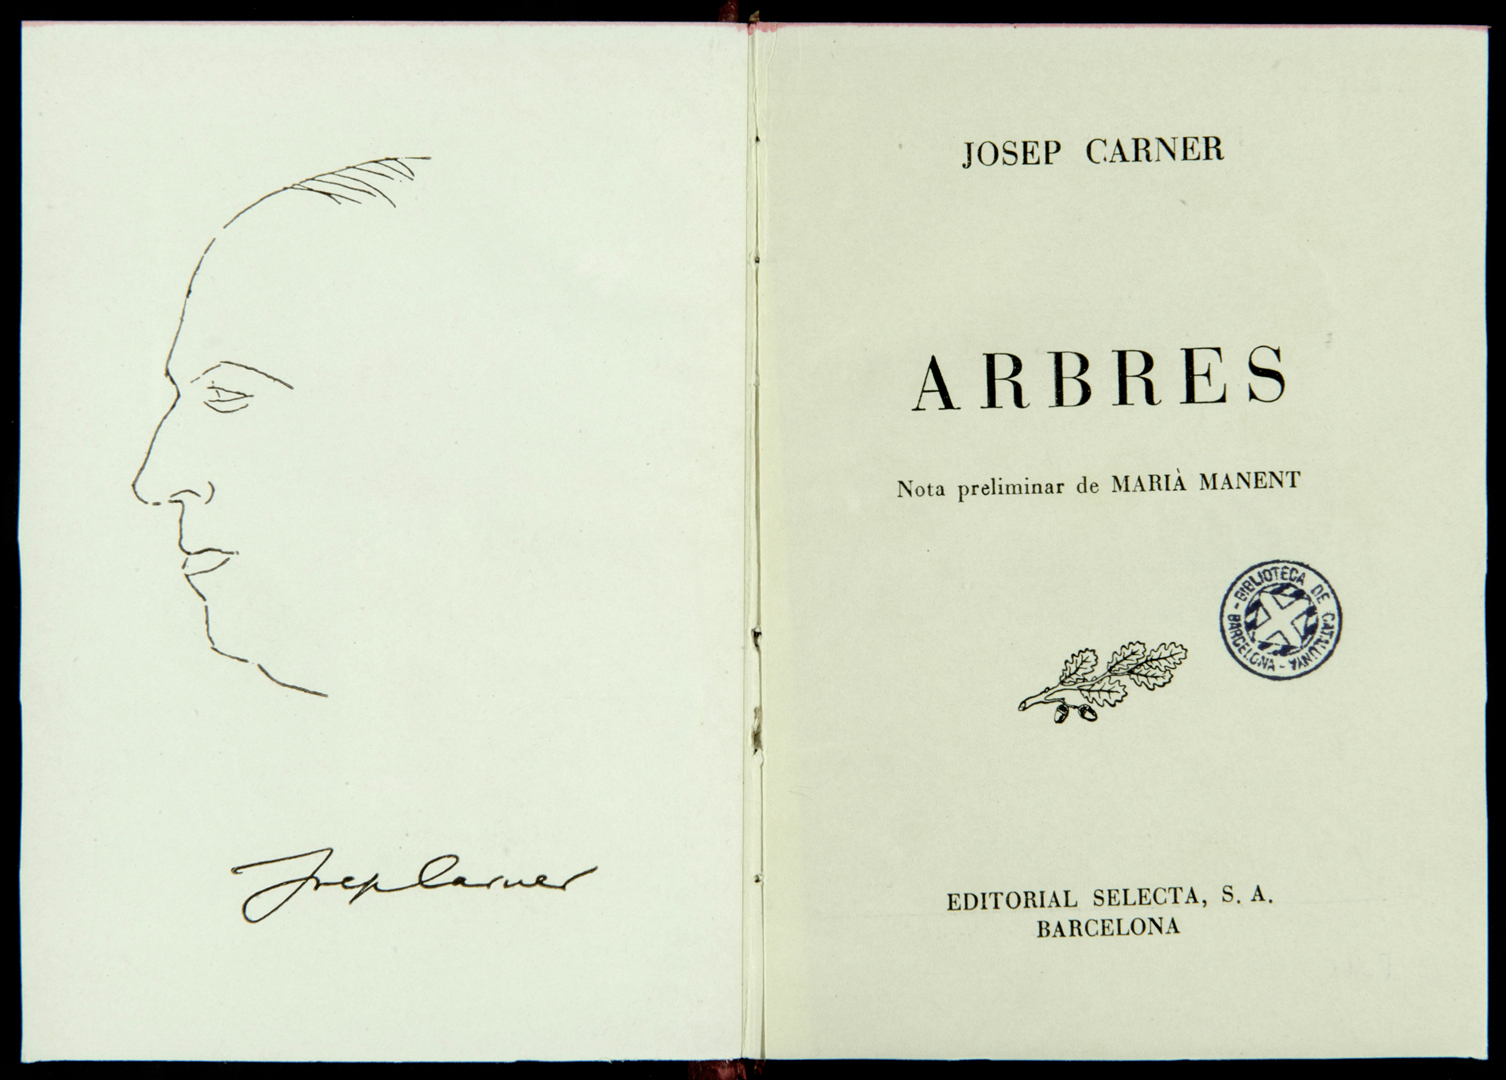 Josep Carner
JOSEP CARNER
ARBRES
Nota preliminar de MARIÀ MANENT
BIBLIOTECA DE CATALUNYA - BARCELONA -
EDITORIAL SELECTA, S. A.
BARCELONA